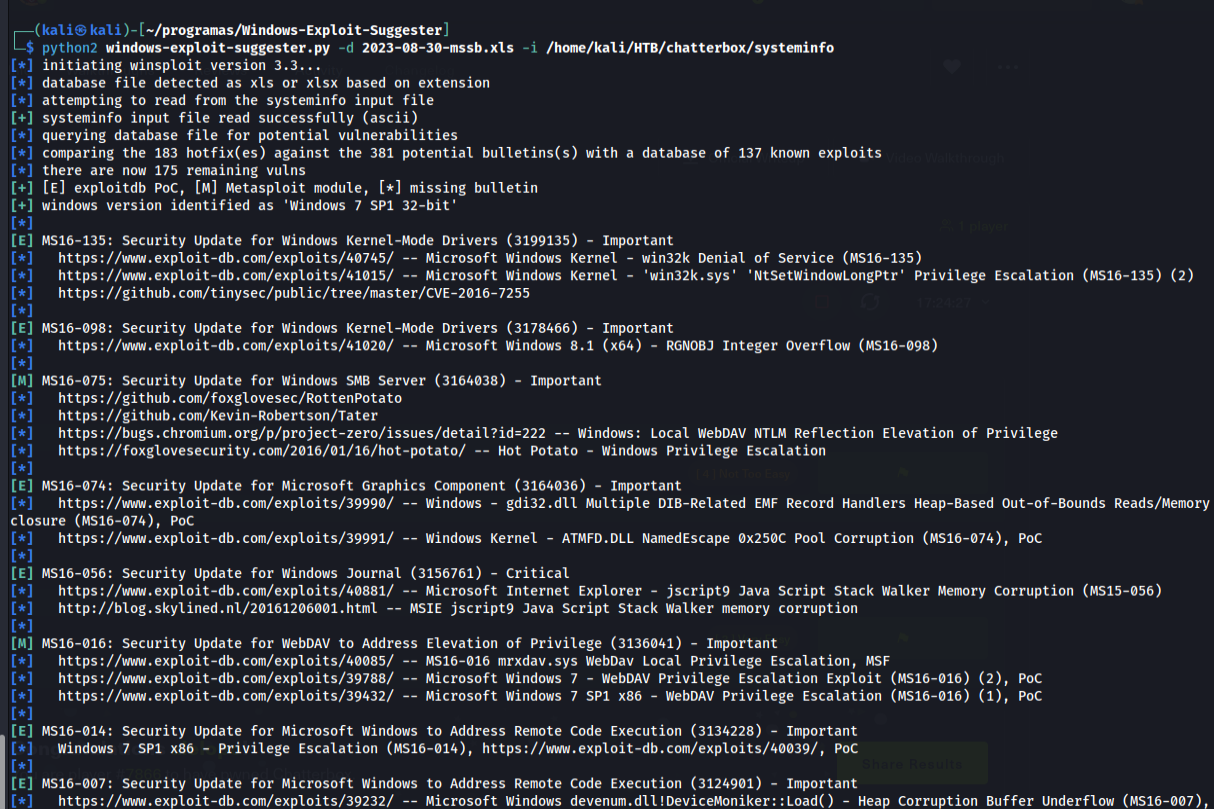 ┌──(kali㉿kali)-[~/programas/Windows-Exploit-Suggester]
└─$ python2 windows-exploit-suggester.py -d 2023-08-30-mssb.xls -i /home/kali/HTB/chatterbox/systeminfo
[*] initiating winsploit version 3.3...
[*] database file detected as xls or xlsx based on extension
[*] attempting to read from the systeminfo input file
[+] systeminfo input file read successfully (ascii)
[*] querying database file for potential vulnerabilities
[*] comparing the 183 hotfix(es) against the 381 potential bulletins(s) with a database of 137 known exploits
[*] there are now 175 remaining vulns
[+] [E] exploitdb PoC, [M] Metasploit module, [*] missing bulletin
[+] windows version identified as 'Windows 7 SP1 32-bit'
[*]
[E] MS16-135: Security Update for Windows Kernel-Mode Drivers (3199135) - Important
[*]   https://www.exploit-db.com/exploits/40745/ -- Microsoft Windows Kernel - win32k Denial of Service (MS16-135)
[*]   https://www.exploit-db.com/exploits/41015/ -- Microsoft Windows Kernel - 'win32k.sys' 'NtSetWindowLongPtr' Privilege Escalation (MS16-135) (2)
[*]   https://github.com/tinysec/public/tree/master/CVE-2016-7255
[*]
[E] MS16-098: Security Update for Windows Kernel-Mode Drivers (3178466) - Important
[*]   https://www.exploit-db.com/exploits/41020/ -- Microsoft Windows 8.1 (x64) - RGNOBJ Integer Overflow (MS16-098)
[*]
[M] MS16-075: Security Update for Windows SMB Server (3164038) - Important
[*]   https://github.com/foxglovesec/RottenPotato
[*]   https://github.com/Kevin-Robertson/Tater
[*]   https://bugs.chromium.org/p/project-zero/issues/detail?id=222 -- Windows: Local WebDAV NTLM Reflection Elevation of Privilege
[*]   https://foxglovesecurity.com/2016/01/16/hot-potato/ -- Hot Potato - Windows Privilege Escalation
[*]
[E] MS16-074: Security Update for Microsoft Graphics Component (3164036) - Important
[*]   https://www.exploit-db.com/exploits/39990/ -- Windows - gdi32.dll Multiple DIB-Related EMF Record Handlers Heap-Based Out-of-Bounds Reads/Memory
closure (MS16-074), PoC
[*]   https://www.exploit-db.com/exploits/39991/ -- Windows Kernel - ATMFD.DLL NamedEscape 0x250C Pool Corruption (MS16-074), PoC
[*]
[E] MS16-056: Security Update for Windows Journal (3156761) - Critical
[*]   https://www.exploit-db.com/exploits/40881/ -- Microsoft Internet Explorer - jscript9 Java Script Stack Walker Memory Corruption (MS15-056)
[*]   http://blog.skylined.nl/20161206001.html -- MSIE jscript9 Java Script Stack Walker memory corruption
[*]
[M] MS16-016: Security Update for WebDAV to Address Elevation of Privilege (3136041) - Important
[*]   https://www.exploit-db.com/exploits/40085/ -- MS16-016 mrxdav.sys WebDav Local Privilege Escalation, MSF
[*]   https://www.exploit-db.com/exploits/39788/ -- Microsoft Windows 7 - WebDAV Privilege Escalation Exploit (MS16-016) (2), PoC
[*]   https://www.exploit-db.com/exploits/39432/ -- Microsoft Windows 7 SP1 x86 - WebDAV Privilege Escalation (MS16-016) (1), PoC
[*]
[E] MS16-014: Security Update for Microsoft Windows to Address Remote Code Execution (3134228) - Important
[*]   Windows 7 SP1 x86 - Privilege Escalation (MS16-014), https://www.exploit-db.com/exploits/40039/, PoC
[*]
[E] MS16-007: Security Update for Microsoft Windows to Address Remote Code Execution (3124901) - Important
[*]   https://www.exploit-db.com/exploits/39232/ -- Microsoft Windows devenum.dll!DeviceMoniker::Load() - Heap Corruption Buffer Underflow (MS16-007),
Video Walkthrough
1 player
17:24:27
Share Results